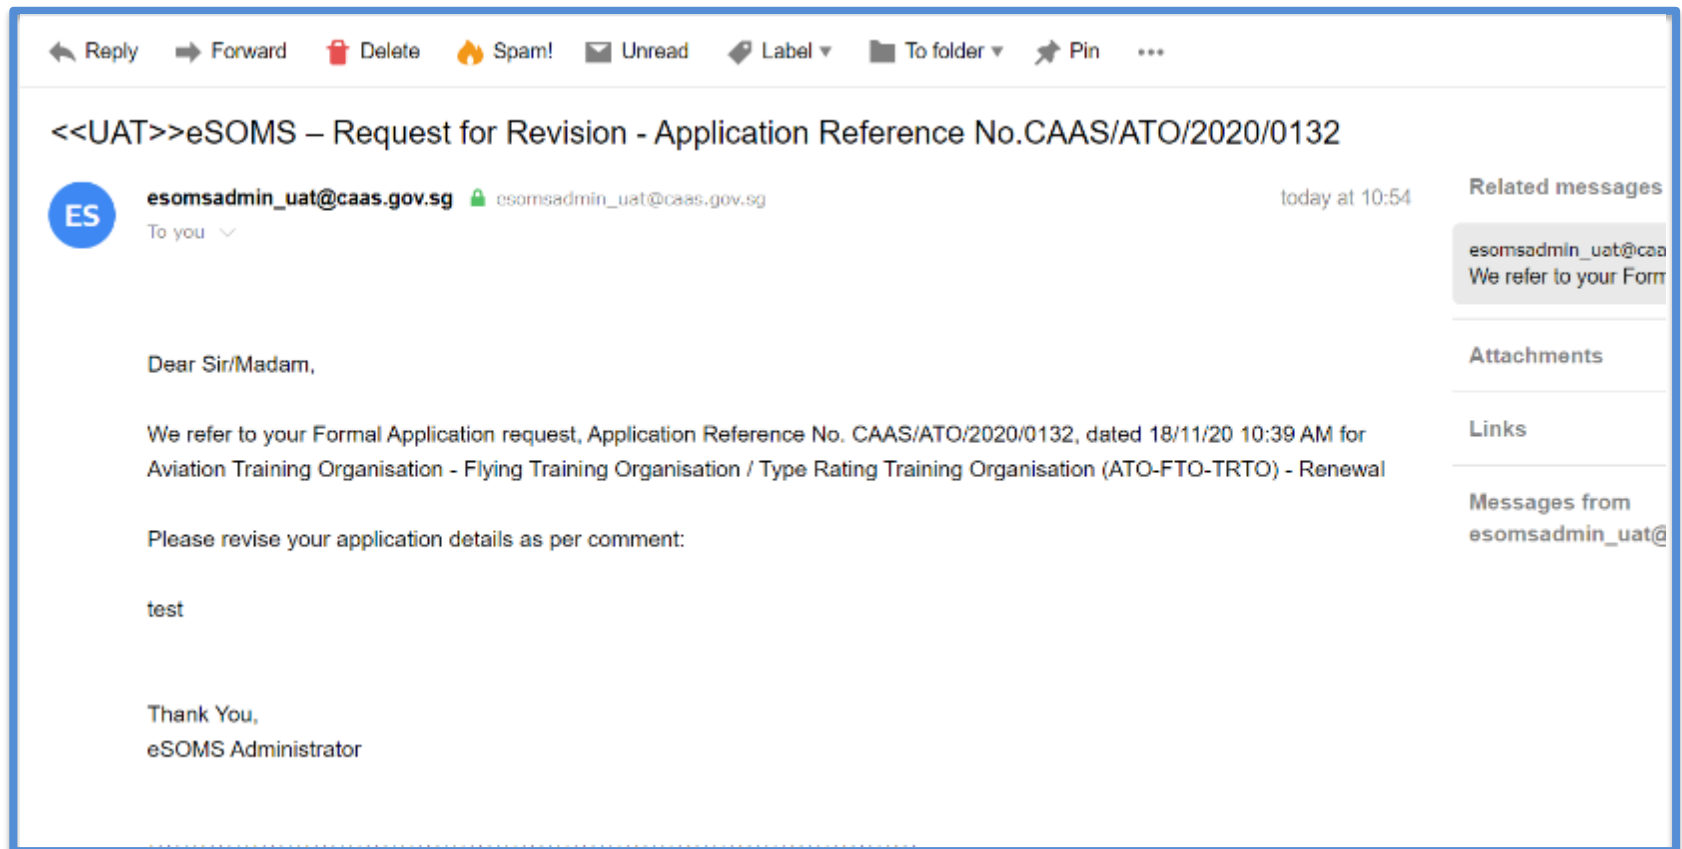 Reply Forward Delete Spam! Unread Label To folder Pin
<<UAT>>eSOMS – Request for Revision - Application Reference No.CAAS/ATO/2020/0132
ES
esomsadmin_uat@caas.gov.sg esomsadmin_uat@caas.gov.sg today at 10:54
To you
Dear Sir/Madam,
We refer to your Formal Application request, Application Reference No. CAAS/ATO/2020/0132, dated 18/11/20 10:39 AM for
Aviation Training Organisation - Flying Training Organisation / Type Rating Training Organisation (ATO-FTO-TRTO) - Renewal
Please revise your application details as per comment:
test
Thank You,
eSOMS Administrator
Related messages
esomsadmin_uat@caa
We refer to your Form
Attachments
Links
Messages from
esomsadmin_uat@